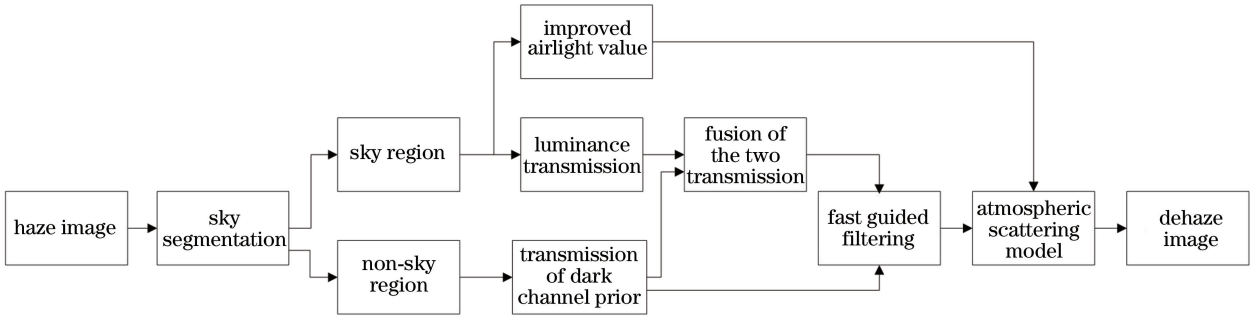 improved
airlight value
sky region
luminance
transmission
fusion of
the two
transmission
haze image
sky
segmentation
fast guided
filtering
atmospheric
scattering
model
dehaze
image
non-sky
region
transmission
of dark
channel prior